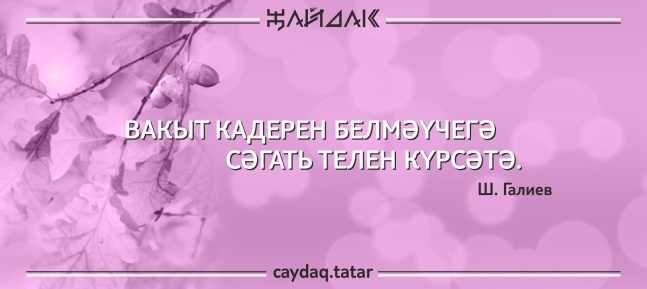 ҖАЙДАК
ВАКЫТ КАДЕРЕН БЕЛМӘҮЧЕГӘ
СӘГАТЬ ТЕЛЕН КҮРСӘТӘ.
Ш. Галиев
caydaq.tatar